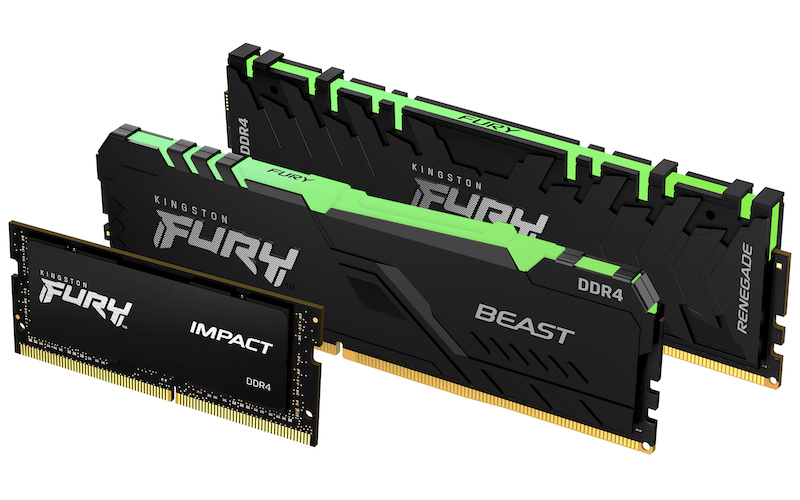 FURY
DDR4
KINGSTON
FURY
RENEGADE
FURY
KINGSTON
FURY
DDR4
BEAST
KINGSTON
FURY
IMPACT
DDR4